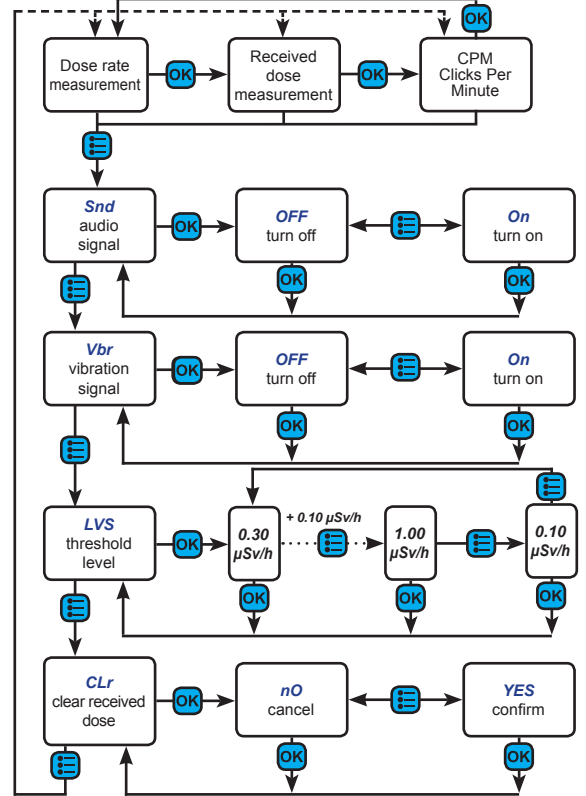 OK
Dose rate
measurement
OK
Received
dose
measurement
OK
CPM
Clicks Per
Minute
Snd
audio
signal
OK
OFF
turn off
On
turn on
OK
OK
Vbr
vibration
signal
OK
OFF
turn off
On
turn on
OK
OK
LVS
threshold
level
OK
0.30
µSv/h
+ 0.10 µSv/h
1.00
µSv/h
0.10
µSv/h
OK
OK
OK
CLr
clear received
dose
OK
nO
cancel
YES
confirm
OK
OK